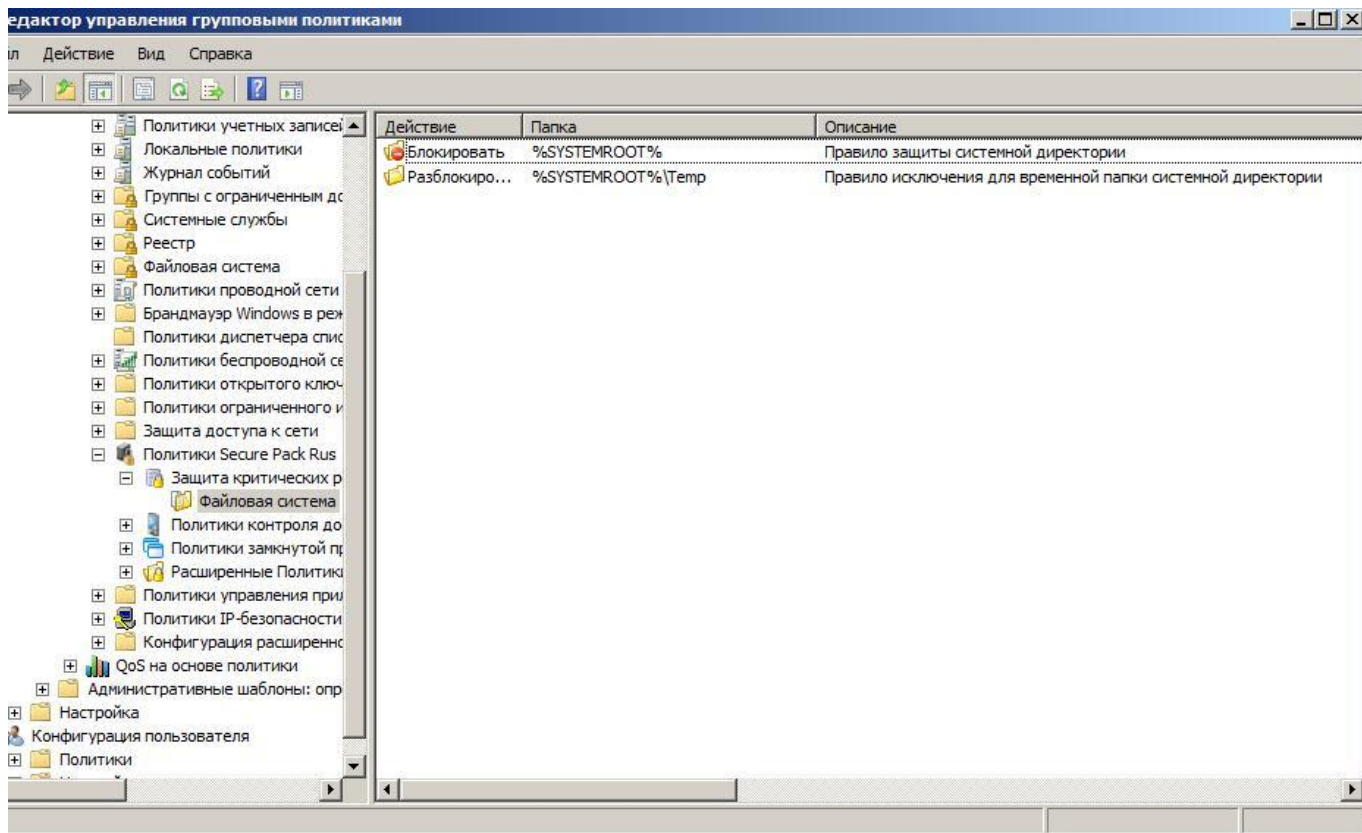 едактор управления групповыми политиками
йл Действие Вид Справка
Политики учетных записей
Локальные политики
Журнал событий
Группы с ограниченным до
Системные службы
Реестр
Файловая система
Политики проводной сети
Брандмауэр Windows в реж
Политики диспетчера спис
Политики беспроводной се
Политики открытого ключ
Политики ограниченного и
Защита доступа к сети
Политики Secure Pack Rus
Защита критических р
Файловая система
Политики контроля до
Политики замкнутой пр
Расширенные Политики
Политики управления прил
Политики IP-безопасности
Конфигурация расширенно
QoS на основе политики
Административные шаблоны: опр
Настройка
Конфигурация пользователя
Политики
Действие Папка Описание
Блокировать %SYSTEMROOT% Правило защиты системной директории
Разблокиро... %SYSTEMROOT%\Temp Правило исключения для временной папки системной директории